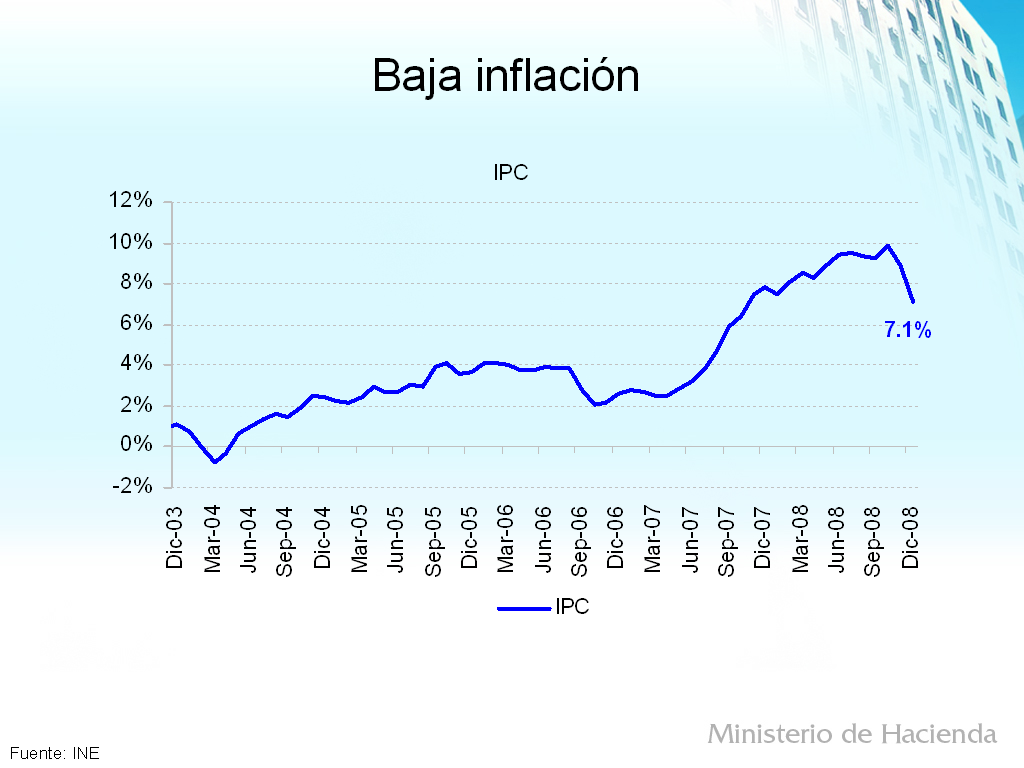 Baja inflación
IPC
12%
10%
8%
6%
4%
2%
0%
-2%
7.1%
Dic-03
Mar-04
Jun-04
Sep-04
Dic-04
Mar-05
Jun-05
Sep-05
Dic-05
Mar-06
Jun-06
Sep-06
Dic-06
Mar-07
Jun-07
Sep-07
Dic-07
Mar-08
Jun-08
Sep-08
Dic-08
IPC
Ministerio de Hacienda
Fuente: INE